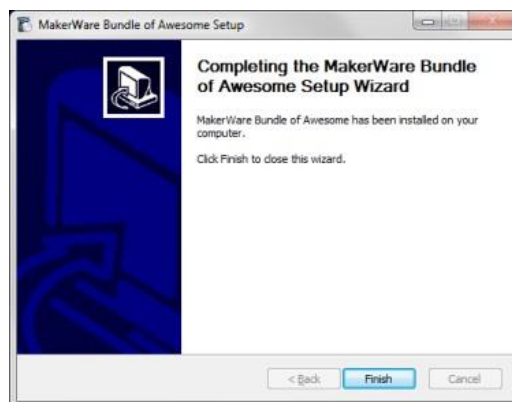 MakerWare Bundle of Awesome Setup
Completing the MakerWare Bundle
of Awesome Setup Wizard
MakerWare Bundle of Awesome has been installed on your
computer.
Click Finish to close this wizard.
< Back
Finish
Cancel